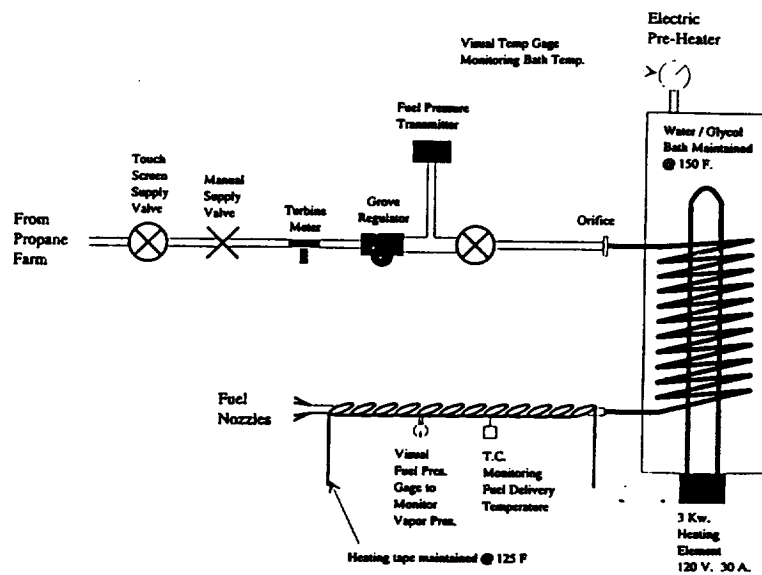 Electric
Pre-Heater
Visual Temp Gage
Monitoring Bath Temp.
Fuel Pressure
Transmitter
Water / Glycol
Bath Maintained
@ 150 F.
Touch
Screen
Supply
Valve
Manual
Supply
Valve
Turbine
Meter
Grove
Regulator
Orifice
From
Propane
Farm
Fuel
Nozzles
Visual
Fuel Pres.
Gage to
Monitor
Vapor Pres.
T.C.
Monitoring
Fuel Delivery
Temperature
Heating tape maintained @ 125 F
3 Kw.
Heating
Element
120 V. 30 A.